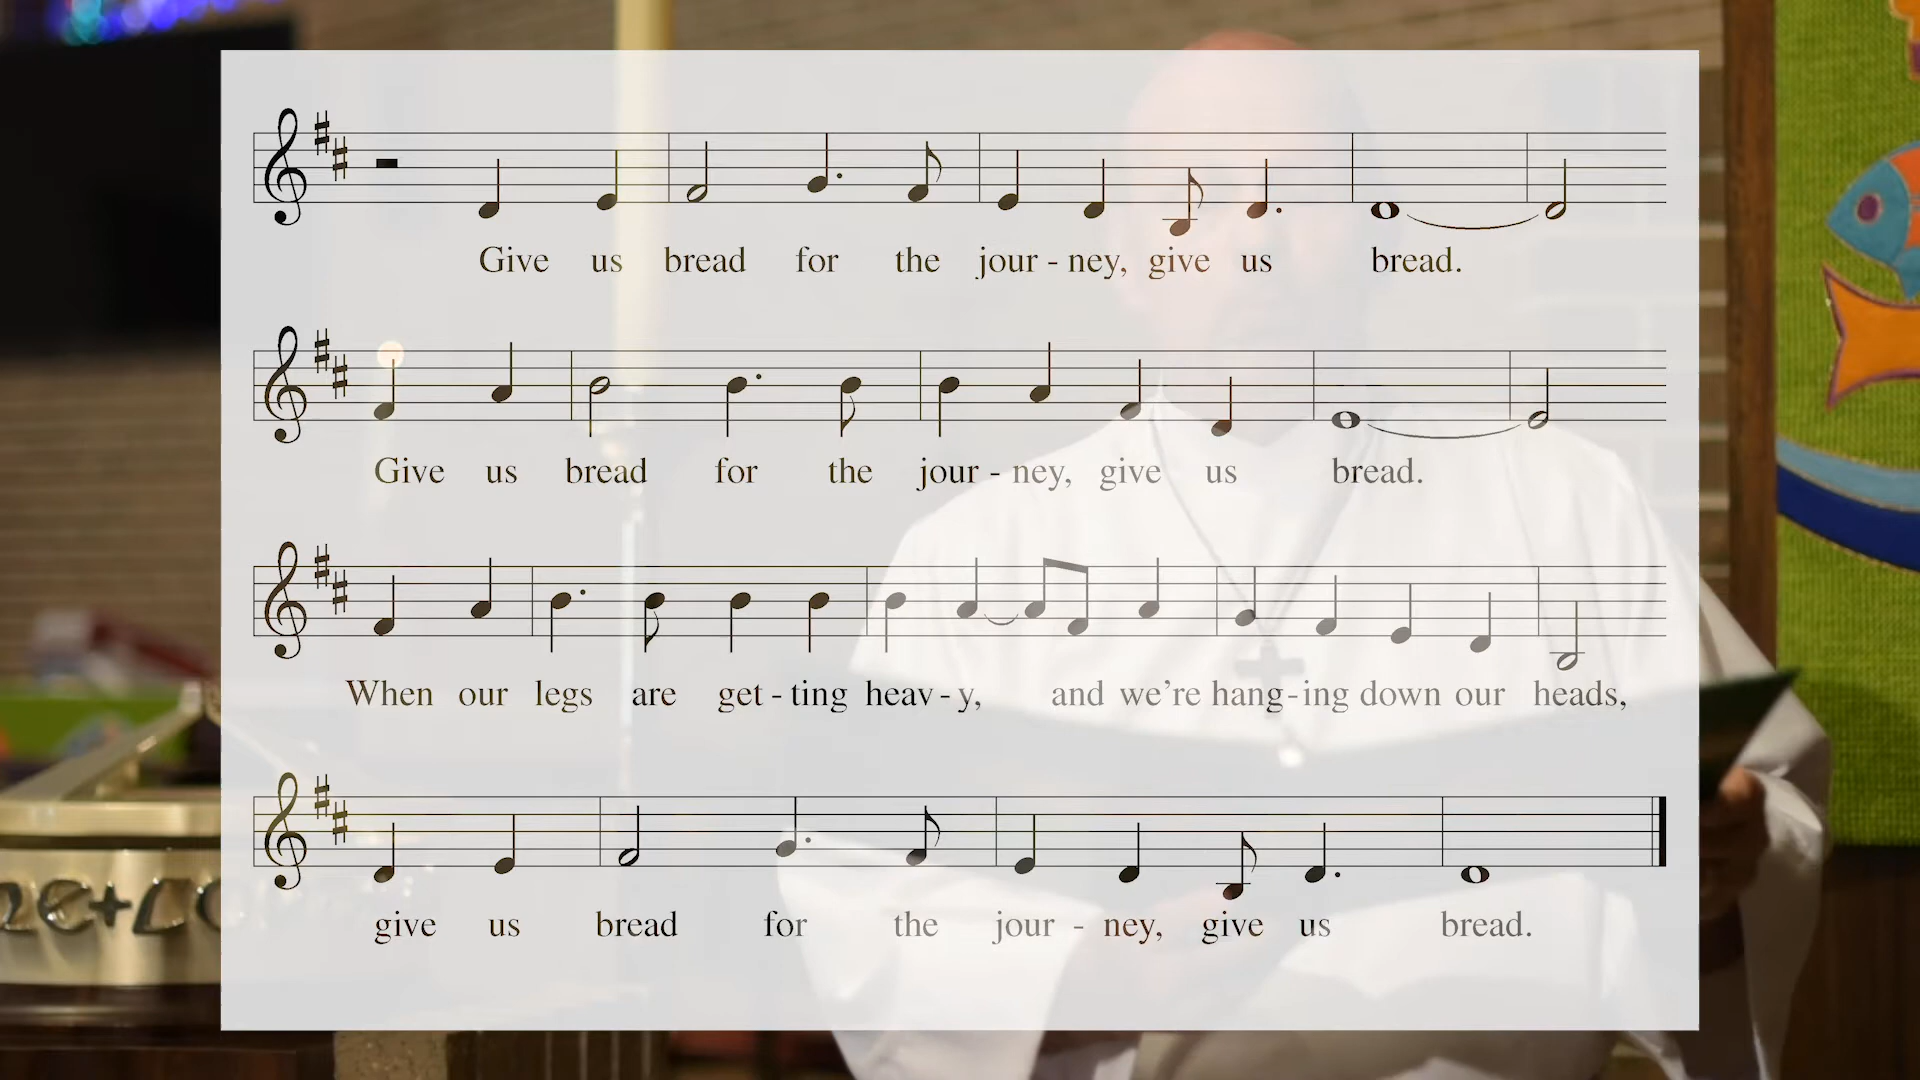 Give us bread for the jour - ney, give us bread.
Give us bread for the jour - ney, give us bread.
When our legs are get - ting heav - y, and we're hang - ing down our heads,
give us bread for the jour - ney, give us bread.